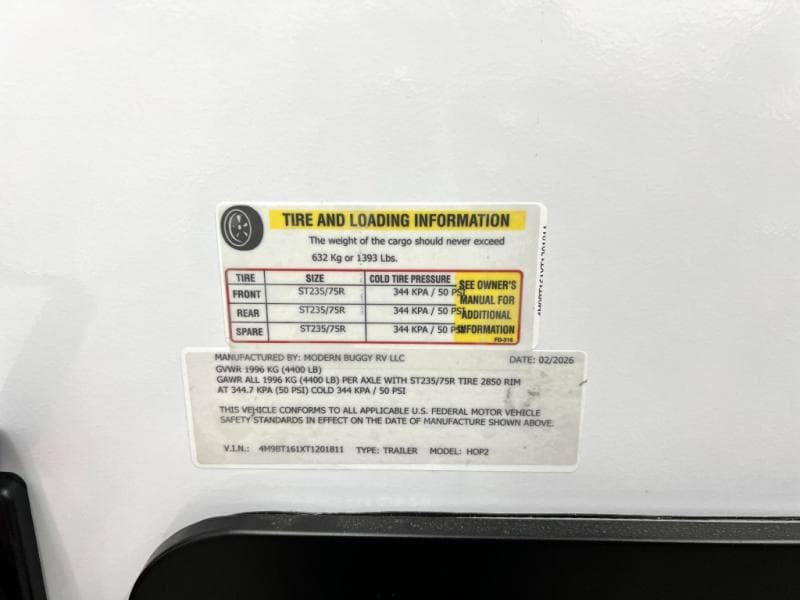 TIRE AND LOADING INFORMATION
The weight of the cargo should never exceed
632 Kg or 1393 Lbs.
TIRE SIZE COLD TIRE PRESSURE
FRONT ST235/75R 344 KPA / 50 PSI
REAR ST235/75R 344 KPA / 50 PSI
SPARE ST235/75R 344 KPA / 50 PSI
SEE OWNER'S
MANUAL FOR
ADDITIONAL
INFORMATION
FD-316
4M9BT161XT1201811
MANUFACTURED BY: MODERN BUGGY RV LLC DATE: 02/2026
GVWR 1996 KG (4400 LB)
GAWR ALL 1996 KG (4400 LB) PER AXLE WITH ST235/75R TIRE 2850 RIM
AT 344.7 KPA (50 PSI) COLD 344 KPA / 50 PSI
THIS VEHICLE CONFORMS TO ALL APPLICABLE U.S. FEDERAL MOTOR VEHICLE
SAFETY STANDARDS IN EFFECT ON THE DATE OF MANUFACTURE SHOWN ABOVE.
V.I.N.: 4M9BT161XT1201811 TYPE: TRAILER MODEL: HOP2